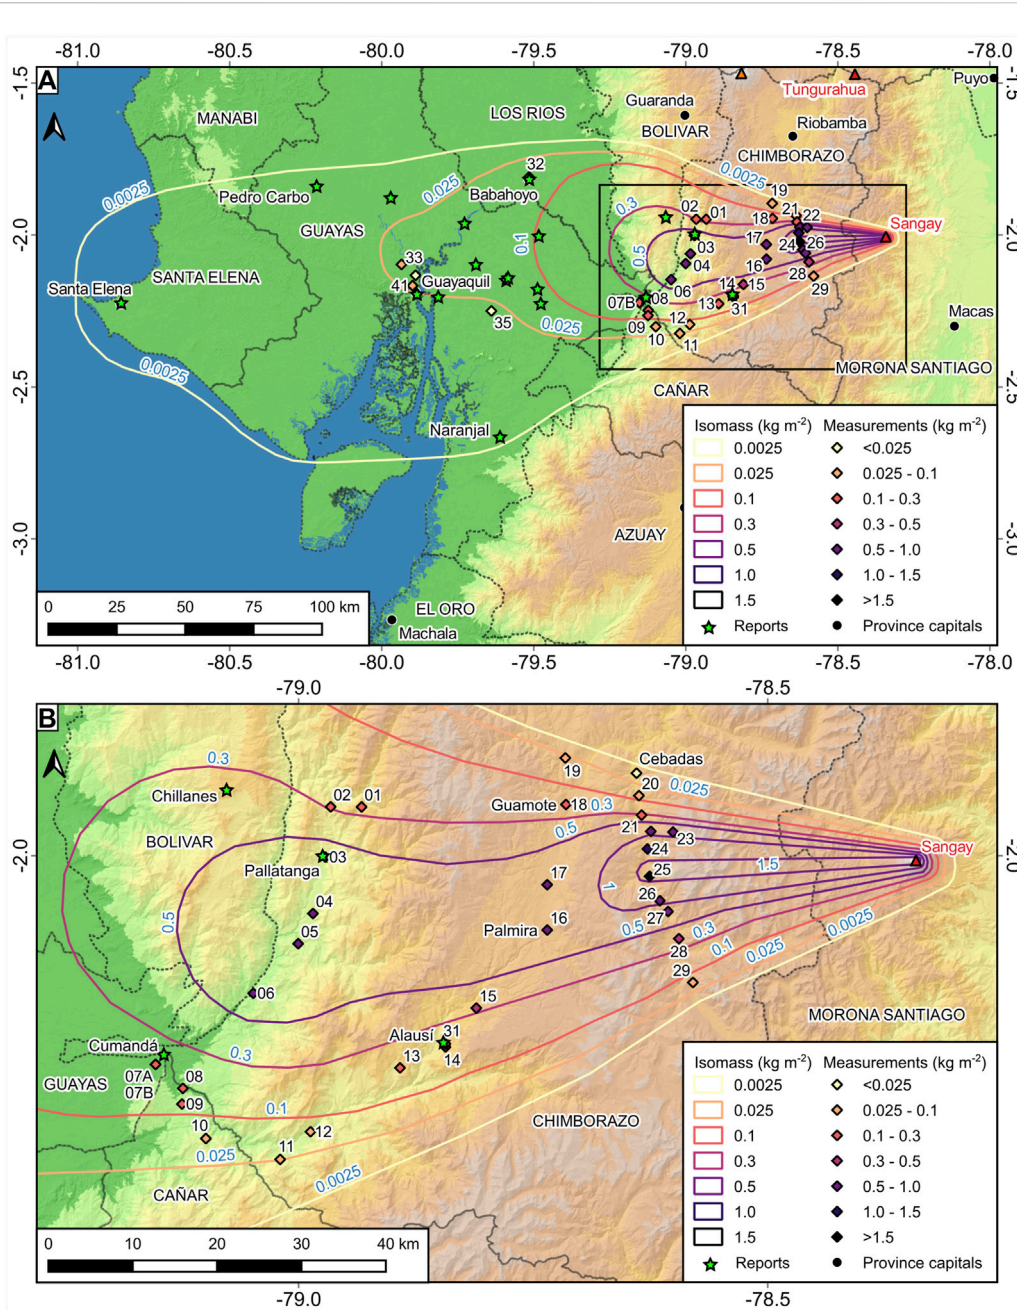 -81.0 -80.5 -80.0 -79.5 -79.0 -78.5 -78.0
A
-1.5 -1.5
Tungurahua
Puyo
Guaranda
LOS RIOS
MANABI
BOLIVAR
Riobamba
CHIMBORAZO
32
0.0025
19
0.025
Babahoyo
0.0025
Pedro Carbo
0.3 02 01 18 21 22
Sangay
-2.0 -2.0
GUAYAS
0.1
17
24 26
0.5
03
04
16
28
33
SANTA ELENA
41 Guayaquil
06
14 15
29
Santa Elena
07B 08
13
31
35
0.025
09
12
10
11
Macas
0.0025
MORONA SANTIAGO
-2.5 -2.5
CAÑAR
Naranjal
AZUAY
-3.0 -3.0
EL ORO
Machala
0 25 50 75 100 km
Isomass (kg m-2) Measurements (kg m-2)
0.0025 <0.025
0.025 0.025 - 0.1
0.1 0.1 - 0.3
0.3 0.3 - 0.5
0.5 0.5 - 1.0
1.0 1.0 - 1.5
1.5 >1.5
Reports Province capitals
-81.0 -80.5 -80.0 -79.5 -79.0 -78.5 -78.0
-79.0 -78.5
B
0.3
19
Cebadas
20
0.025
Chillanes
02 01
Guamote 18 0.3
BOLIVAR
0.5
21
23
24
Sangay
-2.0 -2.0
Pallatanga
03
25
1.5
17
1
26
04
27
0.5
05
Palmira
16
0.5
0.3
28
0.1
0.025
0.0025
29
06
15
MORONA SANTIAGO
Cumandá
0.3
Alausí 31
14
13
GUAYAS
07A
07B
08
09
0.1
CHIMBORAZO
10
12
11
0.025
0.0025
CAÑAR
0 10 20 30 40 km
Isomass (kg m-2) Measurements (kg m-2)
0.0025 <0.025
0.025 0.025 - 0.1
0.1 0.1 - 0.3
0.3 0.3 - 0.5
0.5 0.5 - 1.0
1.0 1.0 - 1.5
1.5 >1.5
Reports Province capitals
-79.0 -78.5